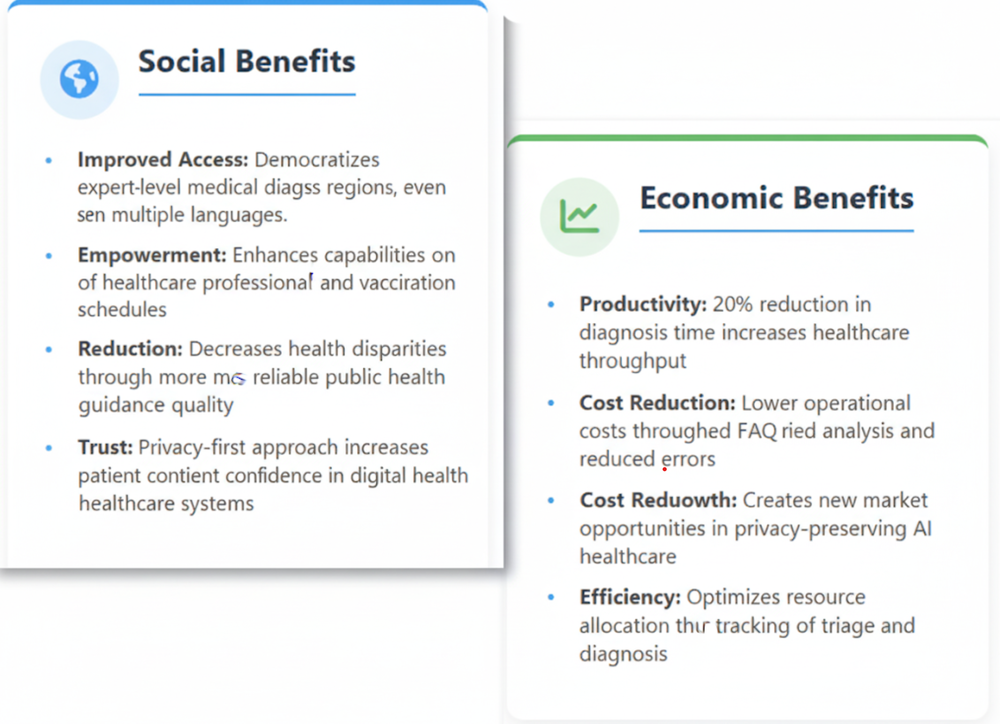 Social Benefits
Improved Access: Democratizes
expert-level medical diagss regions, even
sen multiple languages.
Empowerment: Enhances capabilities on
of healthcare professional and vacciration
schedules
Reduction: Decreases health disparities
through more reliable public health
guidance quality
Trust: Privacy-first approach increases
patient contient confidence in digital health
healthcare systems
Economic Benefits
Productivity: 20% reduction in
diagnosis time increases healthcare
throughput
Cost Reduction: Lower operational
costs throughed FAQ ried analysis and
reduced errors
Cost Reduowth: Creates new market
opportunities in privacy-preserving AI
healthcare
Efficiency: Optimizes resource
allocation thur tracking of triage and
diagnosis